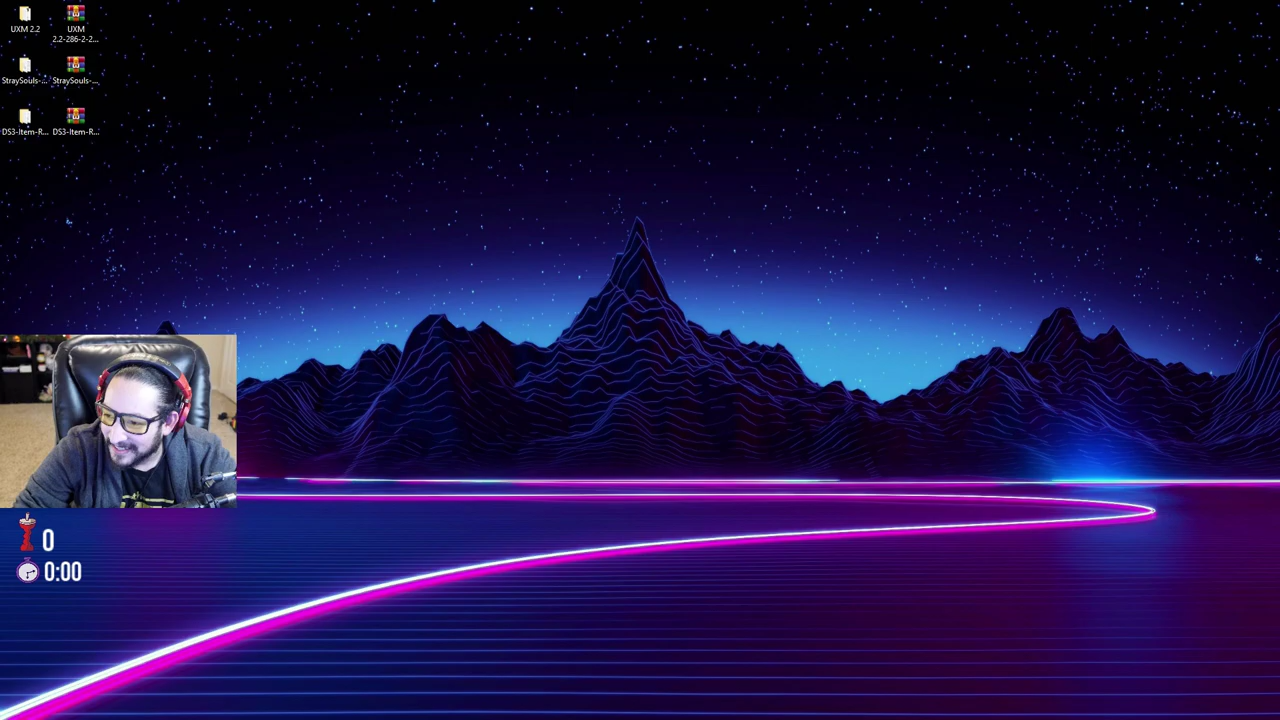 UXM 2.2
UXM
2.2-286-2-2...
StraySouls-...
StraySouls-...
DS3-Item-R...
DS3-Item-R...
0
0:00